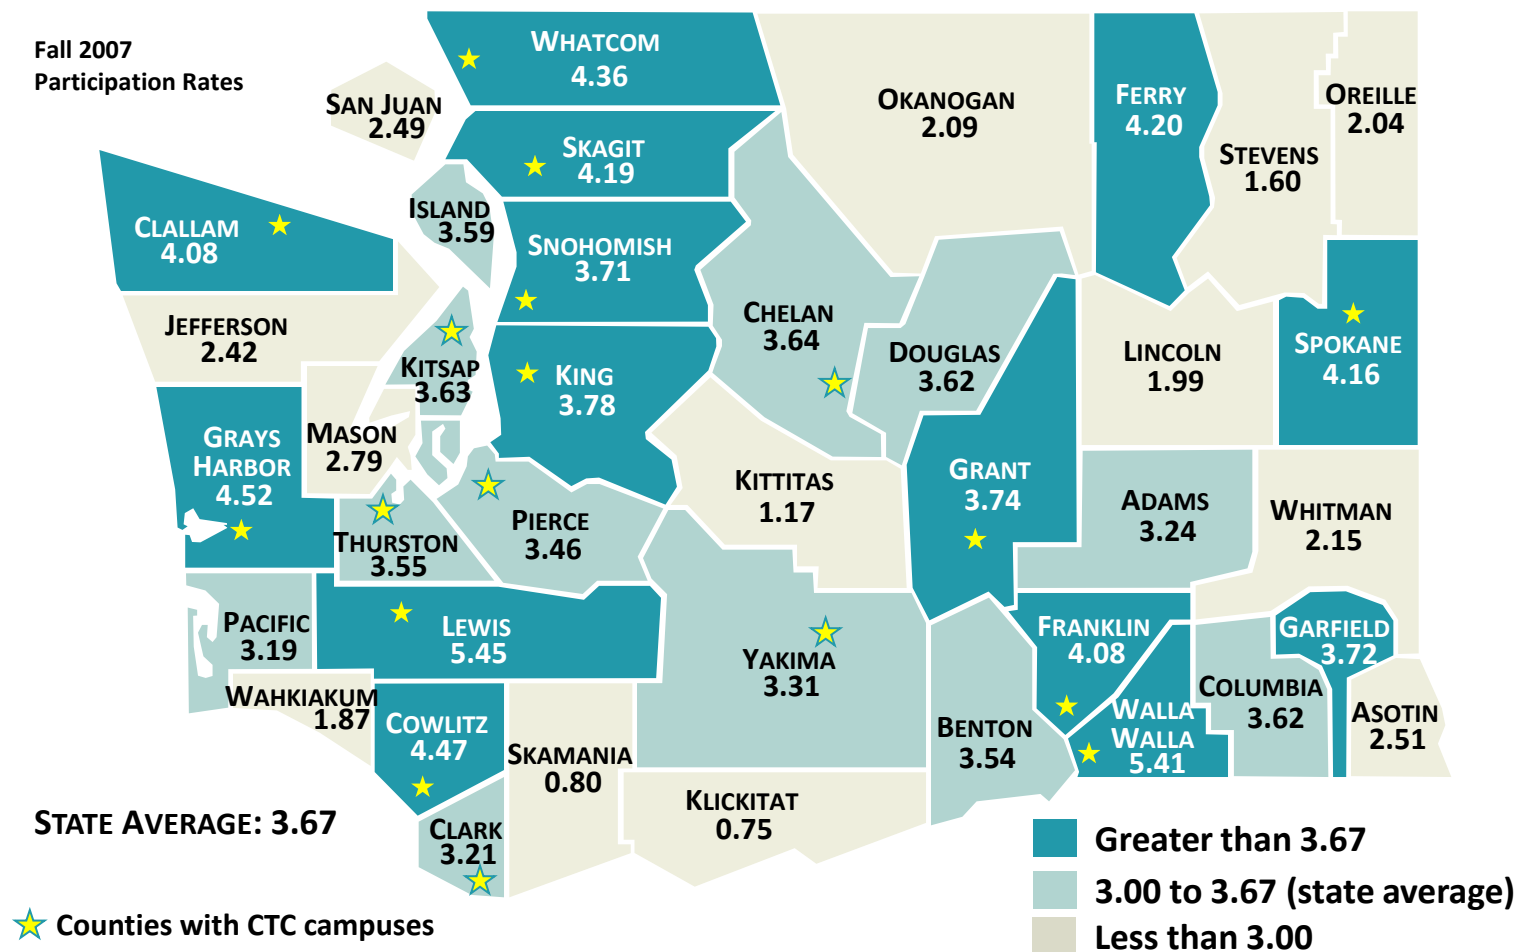 Fall 2007
Participation Rates
WHATCOM
4.36
SAN JUAN
2.49
SKAGIT
4.19
ISLAND
3.59
CLALLAM
4.08
SNOHOMISH
3.71
JEFFERSON
2.42
KITSAP
3.63
KING
3.78
GRAYS
HARBOR
4.52
MASON
2.79
THURSTON
3.55
PIERCE
3.46
PACIFIC
3.19
LEWIS
5.45
WAHKIAKUM
1.87
COWLITZ
4.47
SKAMANIA
0.80
CLARK
3.21
OKANOGAN
2.09
FERRY
4.20
STEVENS
1.60
OREILLE
2.04
CHELAN
3.64
DOUGLAS
3.62
LINCOLN
1.99
SPOKANE
4.16
KITTITAS
1.17
GRANT
3.74
ADAMS
3.24
WHITMAN
2.15
YAKIMA
3.31
FRANKLIN
4.08
GARFIELD
3.72
BENTON
3.54
WALLA
WALLA
5.41
COLUMBIA
3.62
ASOTIN
2.51
KLICKITAT
0.75
STATE AVERAGE: 3.67
Counties with CTC campuses
Greater than 3.67
3.00 to 3.67 (state average)
Less than 3.00